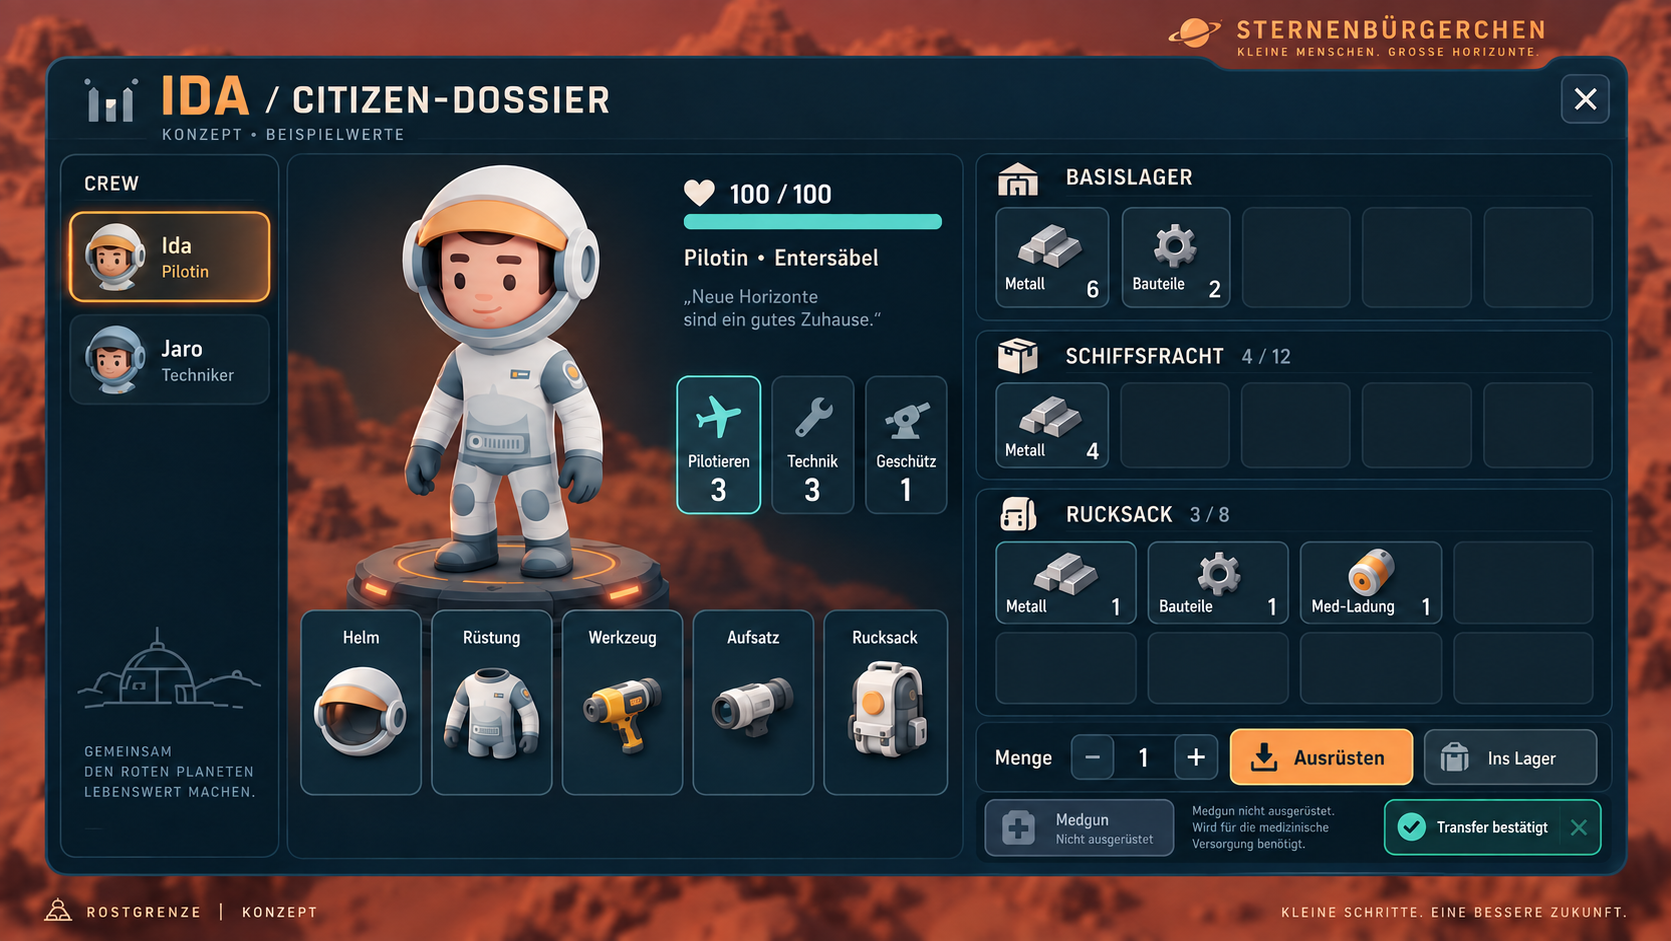 STERNENBÜRGERCHEN
KLEINE MENSCHEN. GROSSE HORIZUNTE.
IDA / CITIZEN-DOSSIER
KONZEPT • BEISPIELWERTE
CREW
Ida
Pilotin
Jaro
Techniker
GEMEINSAM
DEN ROTEN PLANETEN
LEBENSWERT MACHEN.
100 / 100
Pilotin • Entersäbel
„Neue Horizonte
sind ein gutes Zuhause.“
Pilotieren
3
Technik
3
Geschütz
1
Helm
Rüstung
Werkzeug
Aufsatz
Rucksack
BASISLAGER
Metall 6
Bauteile 2
SCHIFFSFRACHT 4 / 12
Metall 4
RUCKSACK 3 / 8
Metall 1
Bauteile 1
Med-Ladung 1
Menge − 1 + Ausrüsten Ins Lager
Medgun
Nicht ausgerüstet
Medgun nicht ausgerüstet.
Wird für die medizinische
Versorgung benötigt.
Transfer bestätigt
ROSTGRENZE | KONZEPT
KLEINE SCHRITTE. EINE BESSERE ZUKUNFT.